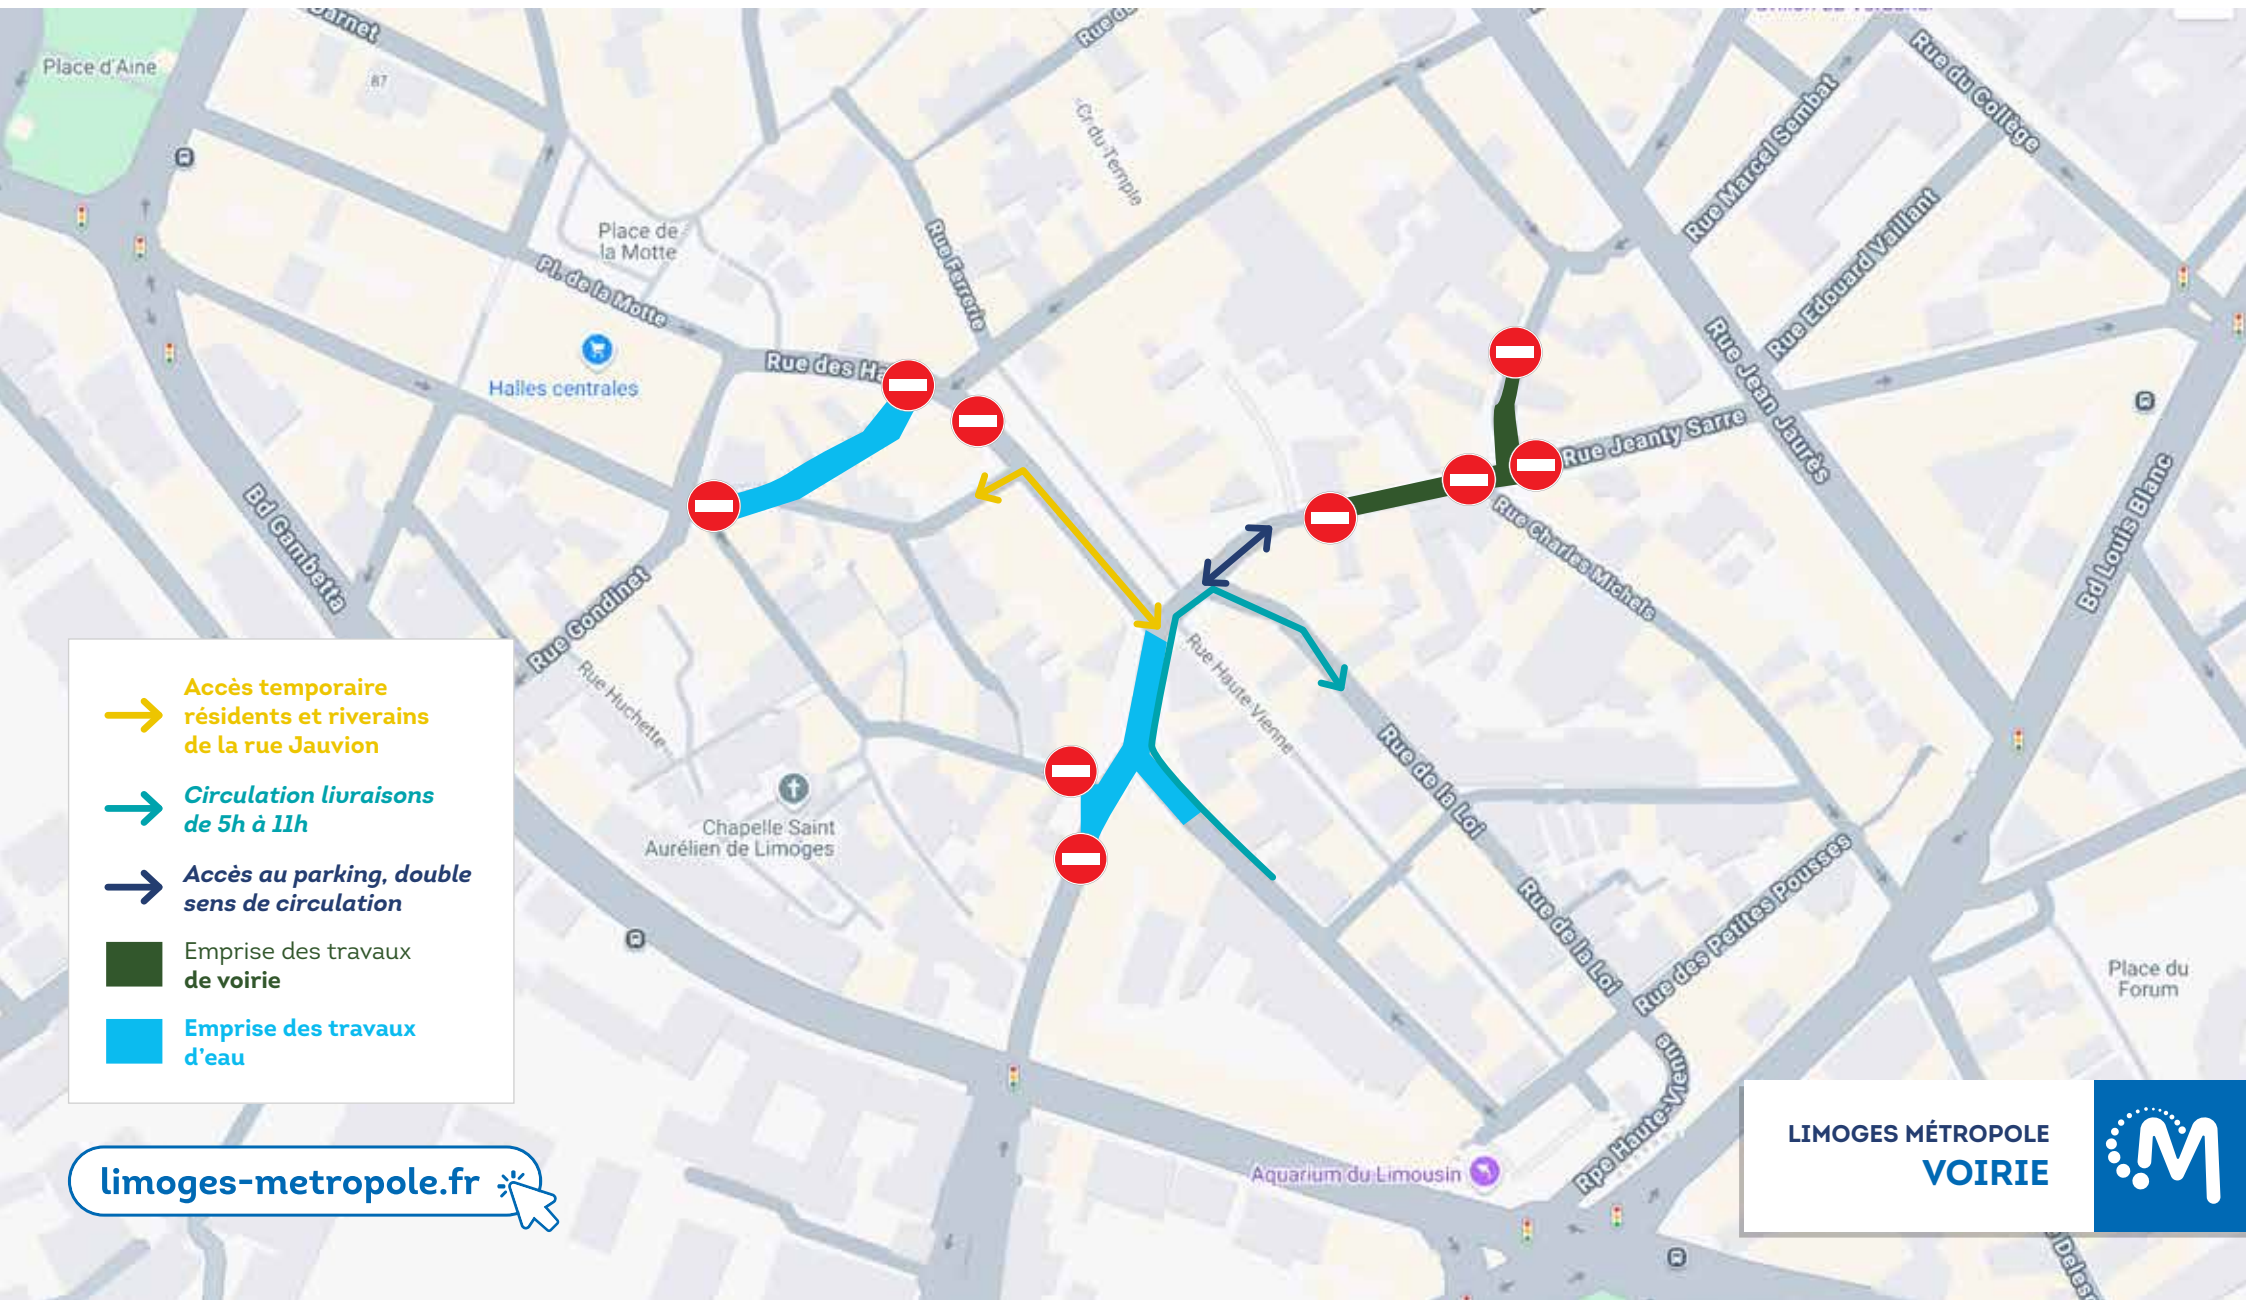 Place d'Aine
87
Place de
la Motte
Pl. de la Motte
Halles centrales
Rue Ferrerie
Cr du Temple
Rue du Collège
Rue Marcel Sembat
Rue Edouard Vaillant
Rue Jean Jaurès
Rue Jeanty Sarre
Rue Charles Michels
Bd Louis Blanc
Bd Gambetta
Rue Gondinet
Rue Huchette
Rue Haute-Vienne
Rue de la Loi
Rue de la Loi
Rue des Petites Pousses
Chapelle Saint
Aurélien de Limoges
Place du
Forum
Rpe Haute-Vienne
Aquarium du Limousin
Accès temporaire
résidents et riverains
de la rue Jauvion
Circulation livraisons
de 5h à 11h
Accès au parking, double
sens de circulation
Emprise des travaux
de voirie
Emprise des travaux
d'eau
limoges-metropole.fr
LIMOGES MÉTROPOLE
VOIRIE
M